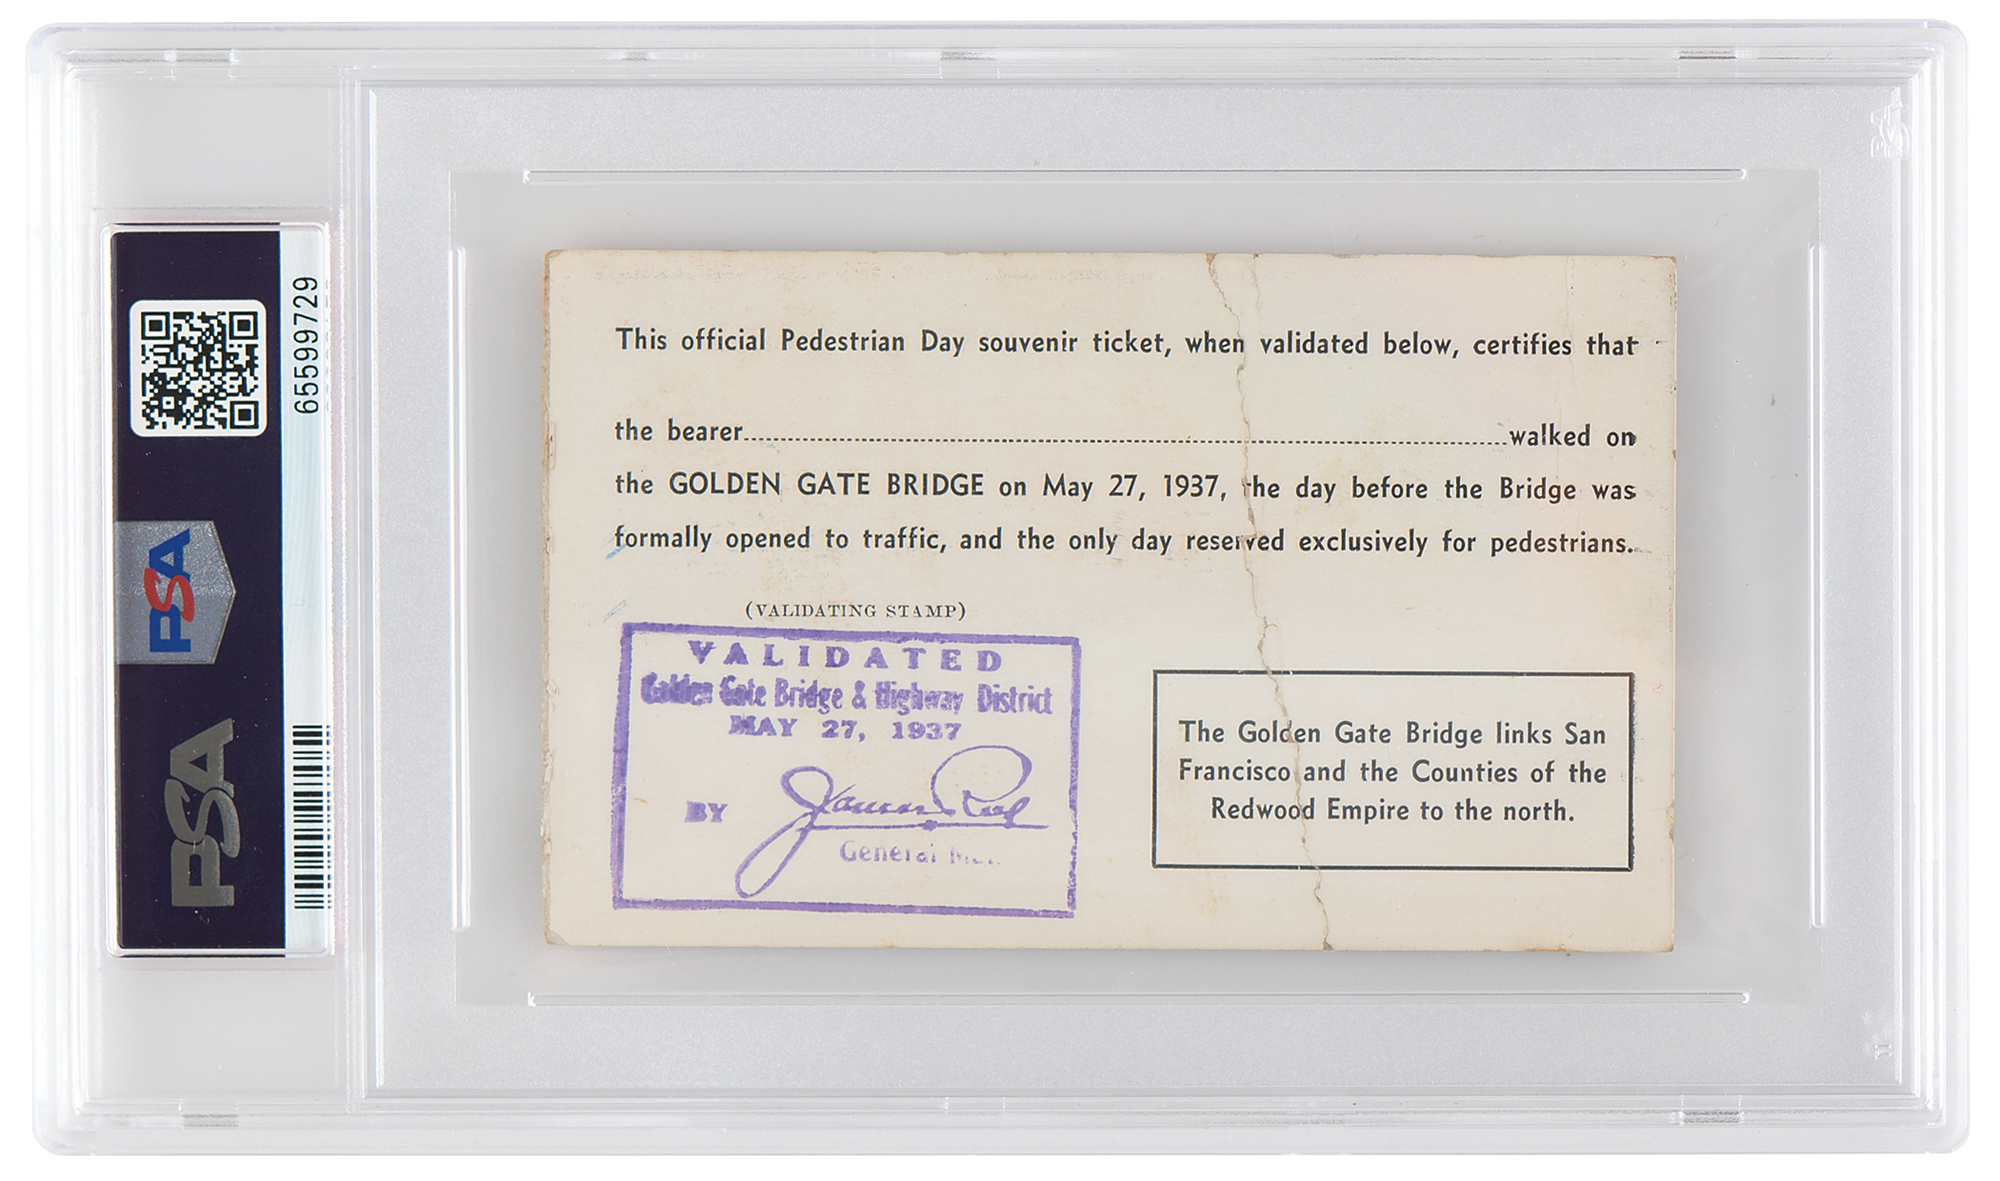 65599729
PSA
PSA
This official Pedestrian Day souvenir ticket, when validated below, certifies that
the bearer..........walked on
the GOLDEN GATE BRIDGE on May 27, 1937, the day before the Bridge was
formally opened to traffic, and the only day reserved exclusively for pedestrians.
(VALIDATING STAMP)
VALIDATED
Golden Gate Bridge & Highway District
MAY 27, 1937
BY
General
The Golden Gate Bridge links San
Francisco and the Counties of the
Redwood Empire to the north.
PSA